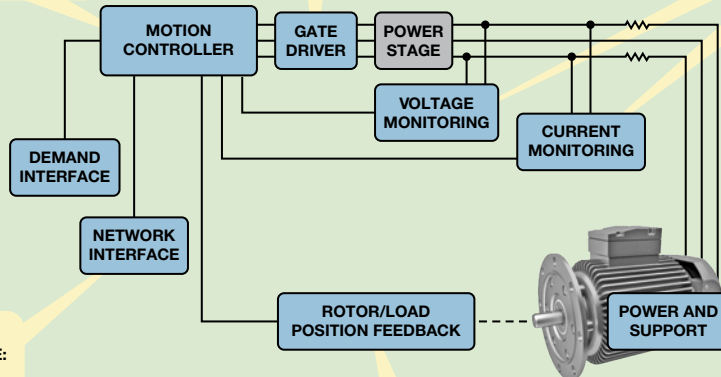 MOTION
CONTROLLER
GATE
DRIVER
POWER
STAGE
VOLTAGE
MONITORING
CURRENT
MONITORING
DEMAND
INTERFACE
NETWORK
INTERFACE
ROTOR/LOAD
POSITION FEEDBACK
POWER AND
SUPPORT